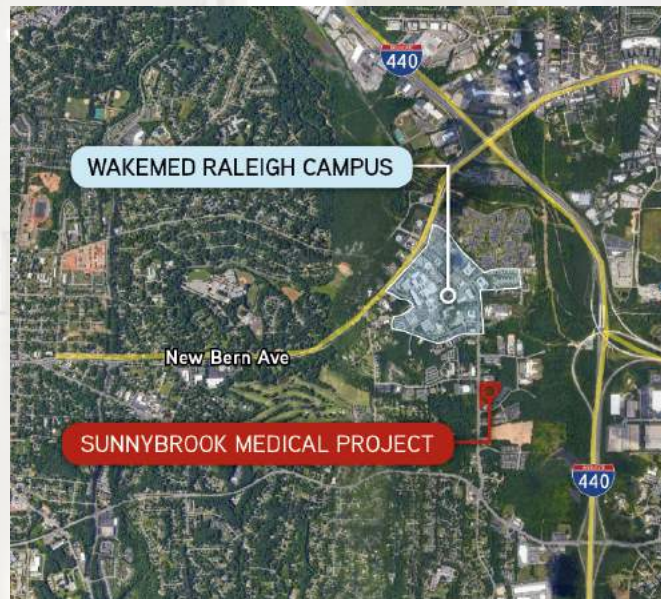 440
WAKEMED RALEIGH CAMPUS
New Bern Ave
SUNNYBROOK MEDICAL PROJECT
440